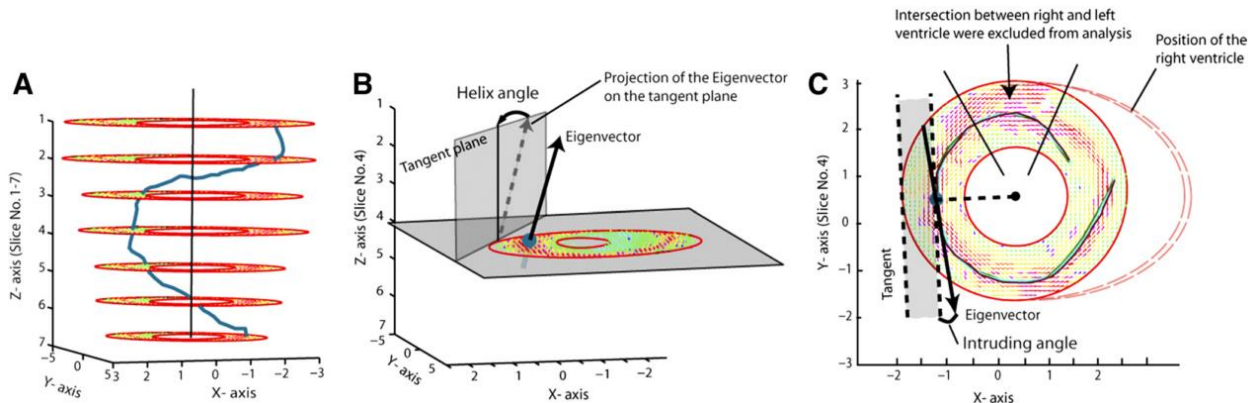 A
Z- axis (Slice No. 1-7)
1
2
3
4
5
6
7
−5
0
5
Y- axis
3
2
1
0
−1
−2
−3
X- axis
B
Helix angle
Projection of the Eigenvector
on the tangent plane
Eigenvector
Tangent plane
Z- axis (Slice No. 4)
1
2
3
4
5
6
7
−5
0
5
Y- axis
4
2
1
0
−1
−2
X- axis
C
Intersection between right and left
ventricle were excluded from analysis
Position of the
right ventricle
Y- axis (Slice No.4)
3
2
1
0
−1
−2
−3
Tangent
Eigenvector
Intruding angle
-2
-1
0
1
2
X- axis